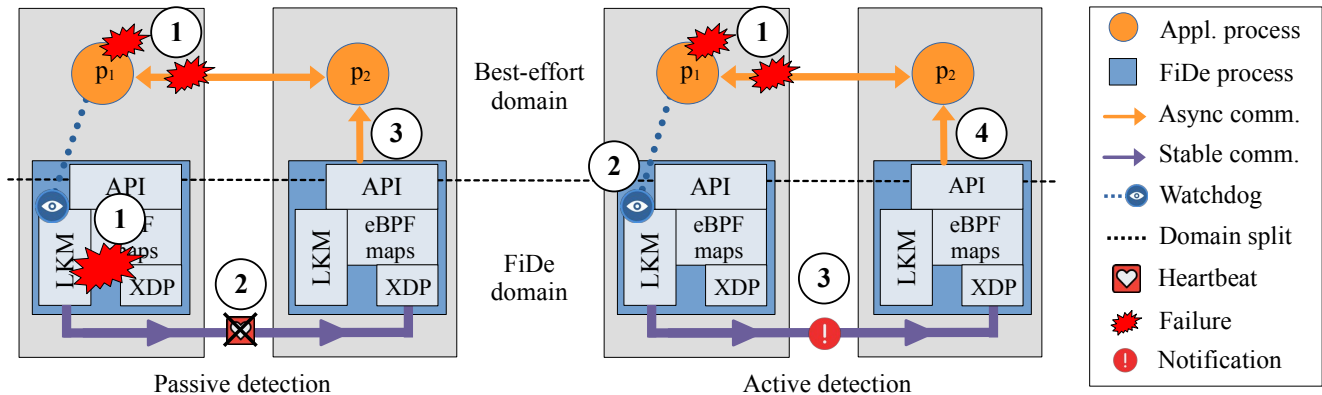 1
p1
p2
3
API
API
1
eBPF
maps
eBPF
maps
LKM
LKM
XDP
XDP
2
Passive detection
Best-effort
domain
FiDe
domain
1
p1
p2
2
4
API
API
eBPF
maps
eBPF
maps
LKM
LKM
XDP
XDP
3
!
Active detection
Appl. process
FiDe process
Async comm.
Stable comm.
Watchdog
Domain split
Heartbeat
Failure
!
Notification